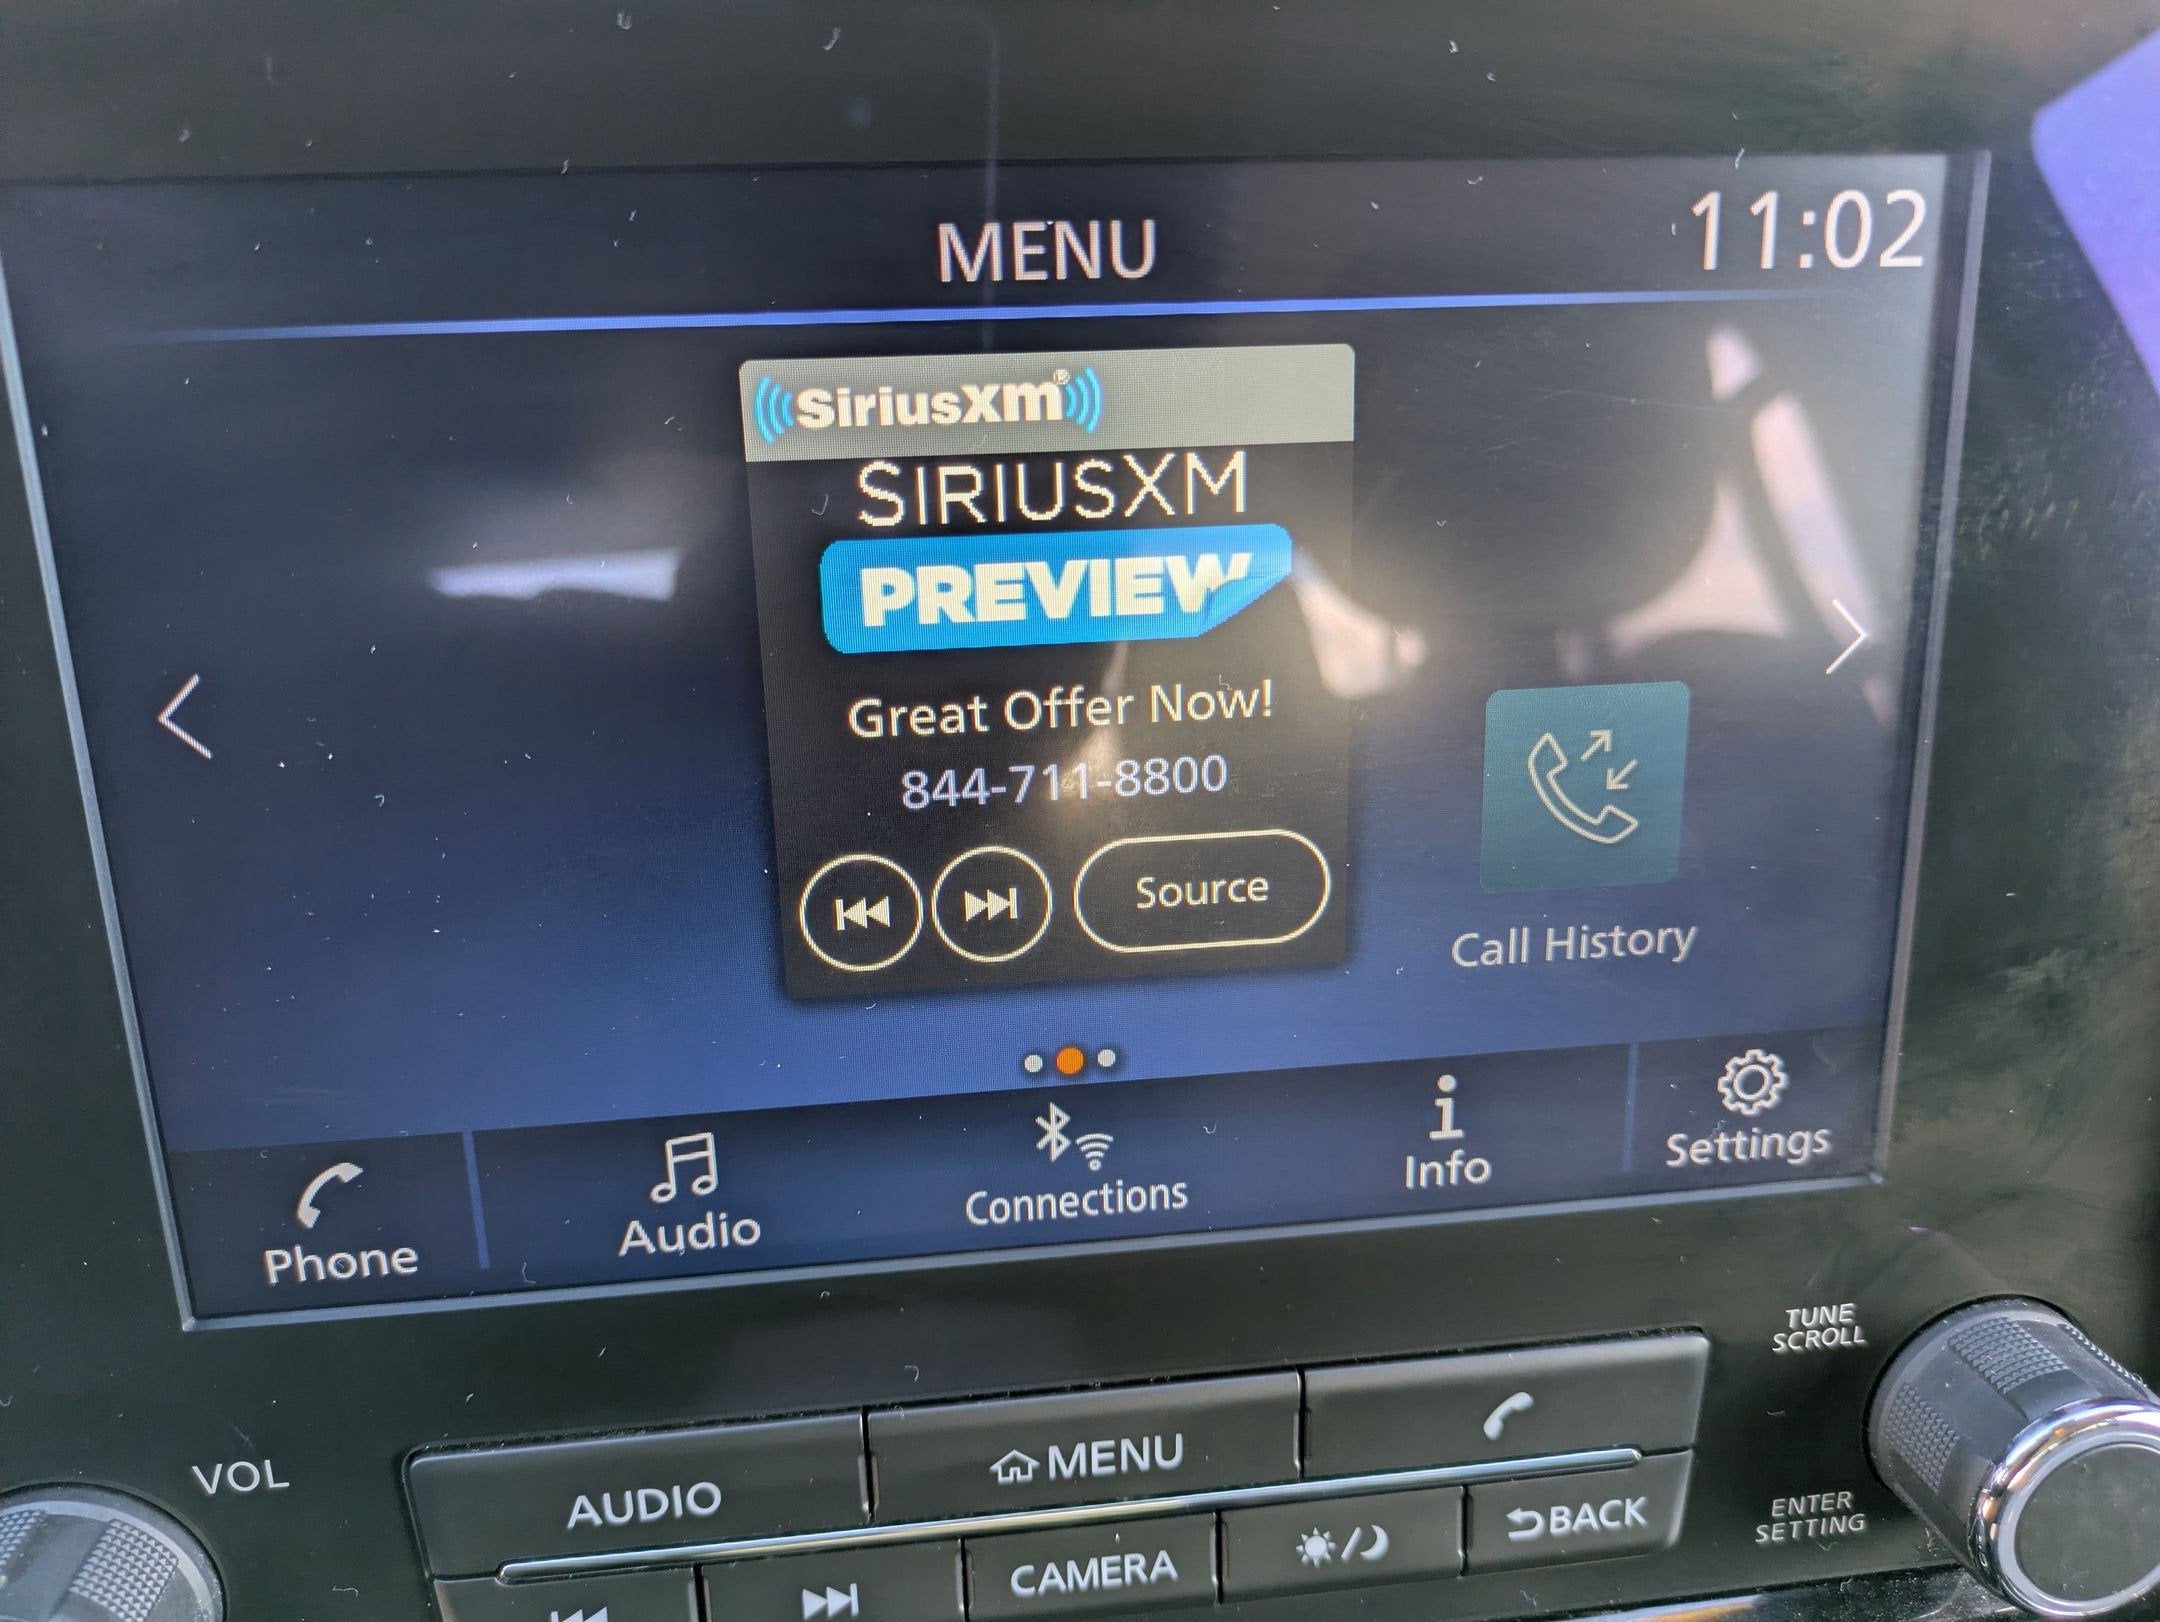 MENU
11:02
SiriusXm®
SIRIUSXM
PREVIEW
Great Offer Now!
844-711-8800
Source
Call History
Phone
Audio
Connections
Info
Settings
TUNE
SCROLL
VOL
AUDIO
MENU
CAMERA
BACK
ENTER
SETTING